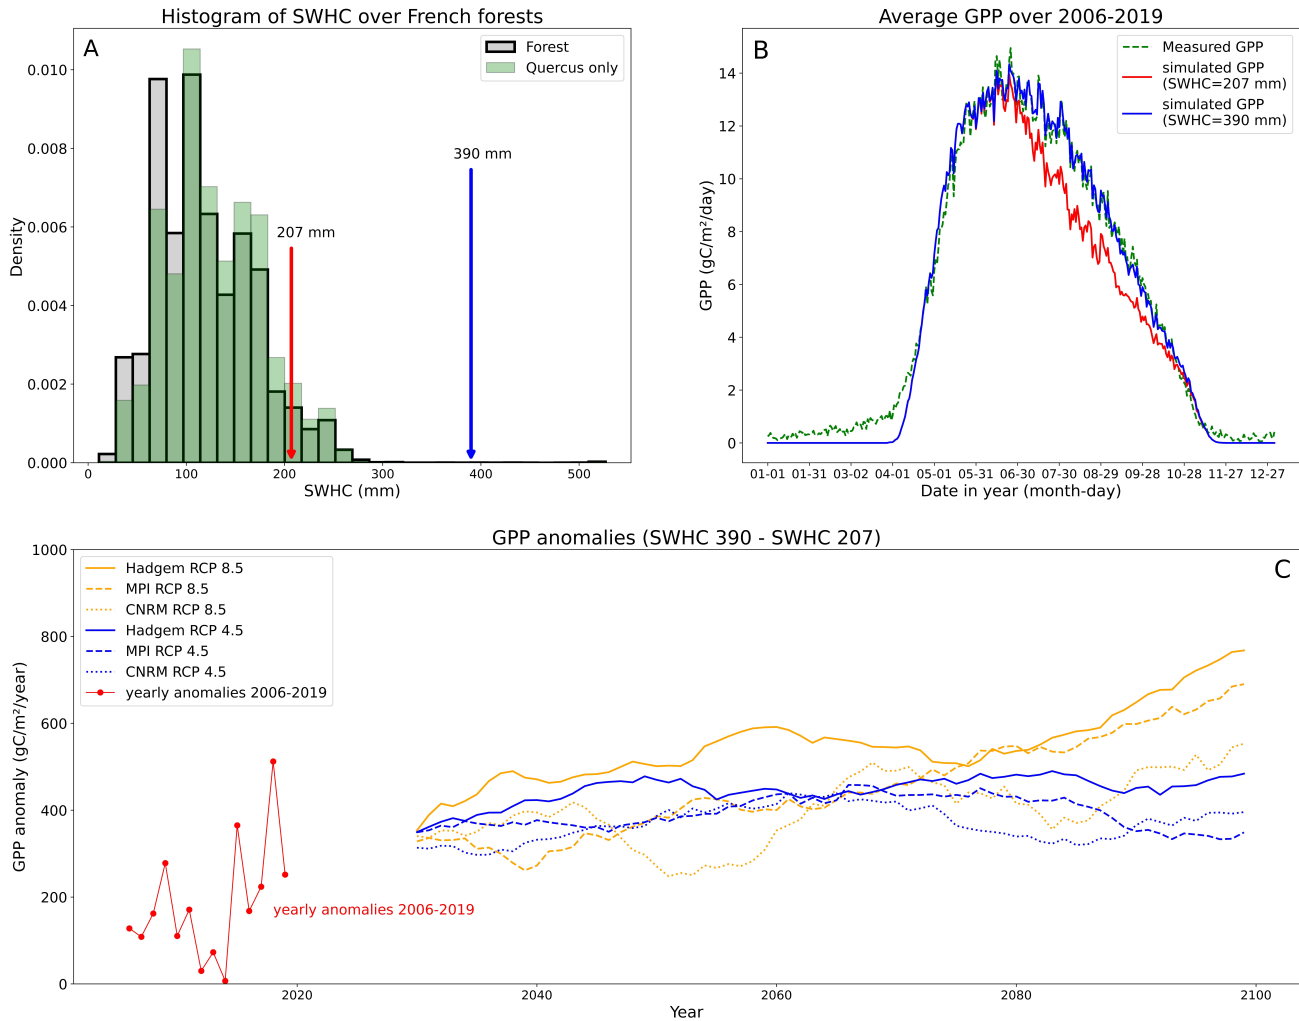 Histogram of SWHC over French forests
A
Forest
Quercus only
390 mm
207 mm
0.010
0.008
0.006
0.004
0.002
0.000
Density
0
100
200
300
400
500
SWHC (mm)
Average GPP over 2006-2019
B
Measured GPP
simulated GPP
(SWHC=207 mm)
simulated GPP
(SWHC=390 mm)
14
12
10
8
6
4
2
0
GPP (gC/m²/day)
01-01
01-31
03-02
04-01
05-01
05-31
06-30
07-30
08-29
09-28
10-28
11-27
12-27
Date in year (month-day)
GPP anomalies (SWHC 390 - SWHC 207)
C
Hadgem RCP 8.5
MPI RCP 8.5
CNRM RCP 8.5
Hadgem RCP 4.5
MPI RCP 4.5
CNRM RCP 4.5
yearly anomalies 2006-2019
yearly anomalies 2006-2019
1000
800
600
400
200
0
GPP anomaly (gC/m²/year)
2020
2040
2060
2080
2100
Year